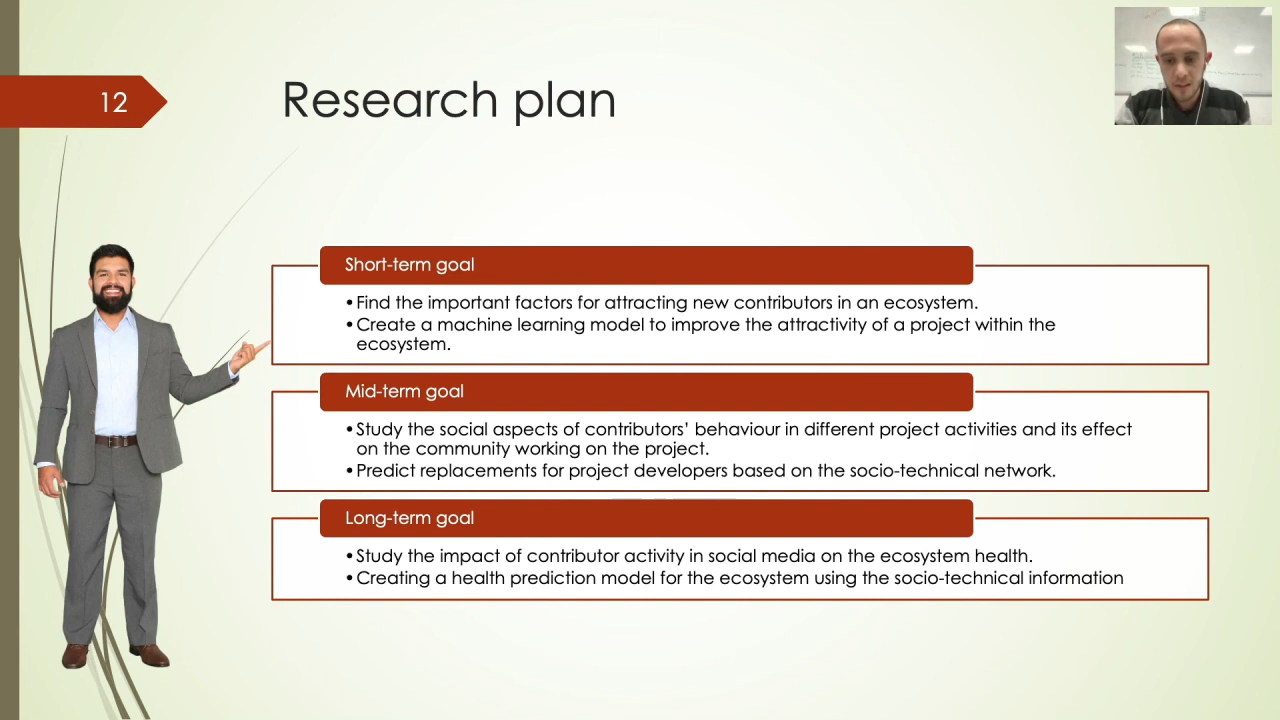 12
Research plan
Short-term goal
•Find the important factors for attracting new contributors in an ecosystem.
•Create a machine learning model to improve the attractivity of a project within the
ecosystem.
Mid-term goal
•Study the social aspects of contributors’ behaviour in different project activities and its effect
on the community working on the project.
•Predict replacements for project developers based on the socio-technical network.
Long-term goal
•Study the impact of contributor activity in social media on the ecosystem health.
•Creating a health prediction model for the ecosystem using the socio-technical information